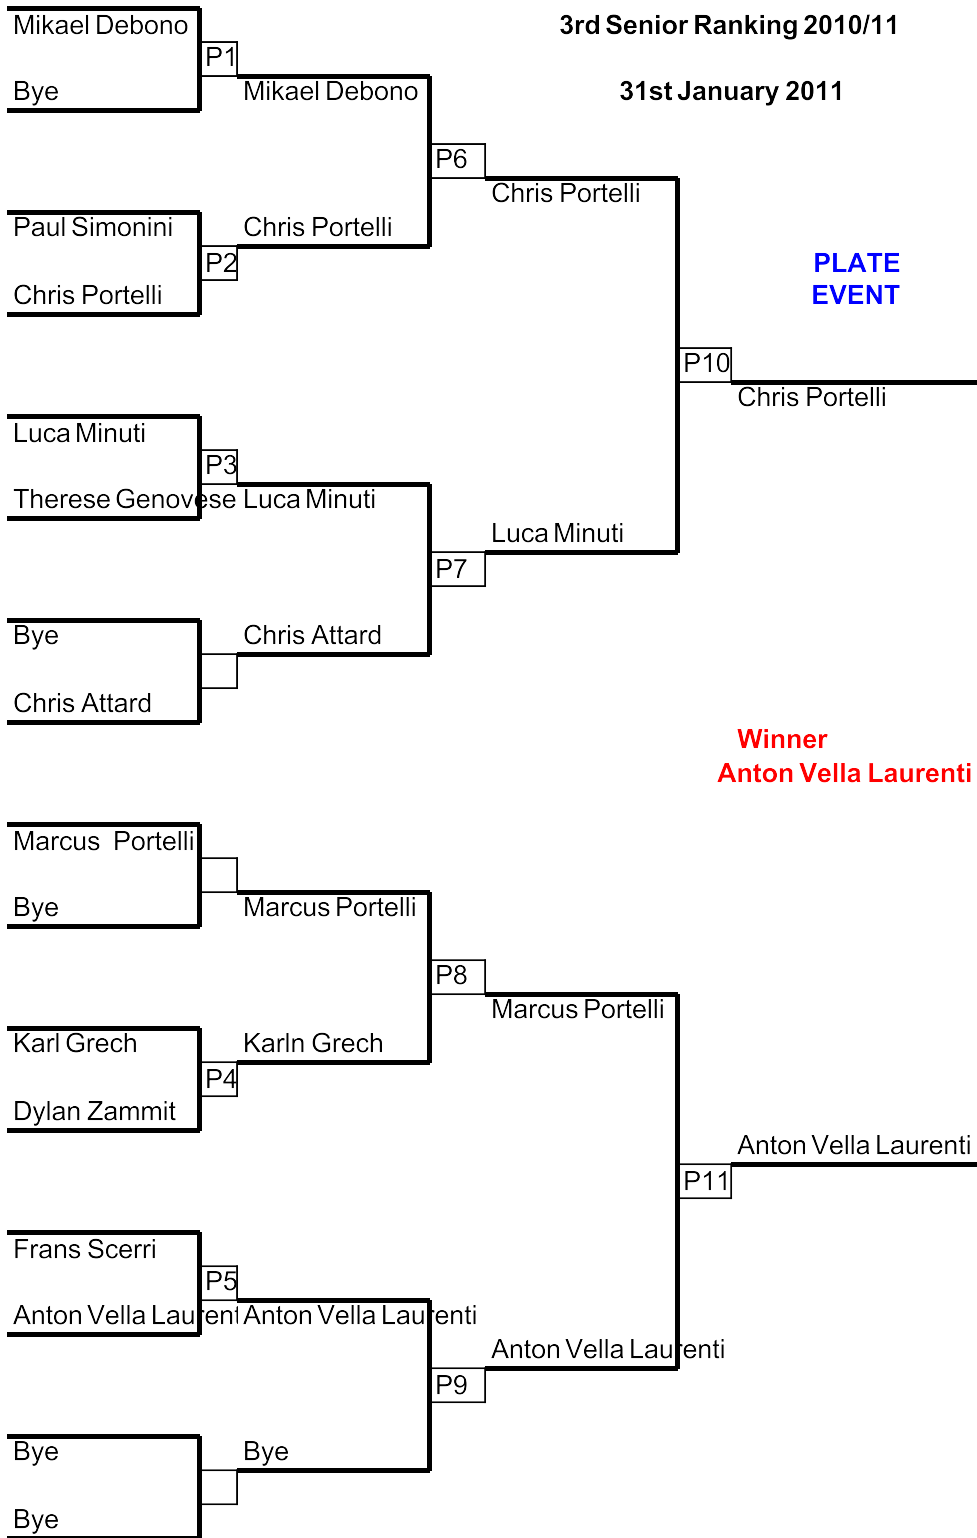 Mikael Debono
3rd Senior Ranking 2010/11
P1
Bye
Mikael Debono
31st January 2011
P6
Chris Portelli
Paul Simonini
Chris Portelli
P2
PLATE
EVENT
Chris Portelli
P10
Chris Portelli
Luca Minuti
P3
Therese Genovese
Luca Minuti
Luca Minuti
P7
Bye
Chris Attard
Chris Attard
Winner
Anton Vella Laurenti
Marcus  Portelli
Bye
Marcus Portelli
P8
Marcus Portelli
Karl Grech
Karln Grech
P4
Dylan Zammit
Anton Vella Laurenti
P11
Frans Scerri
P5
Anton Vella Laurent
Anton Vella Laurenti
Anton Vella Laurenti
P9
Bye
Bye
Bye